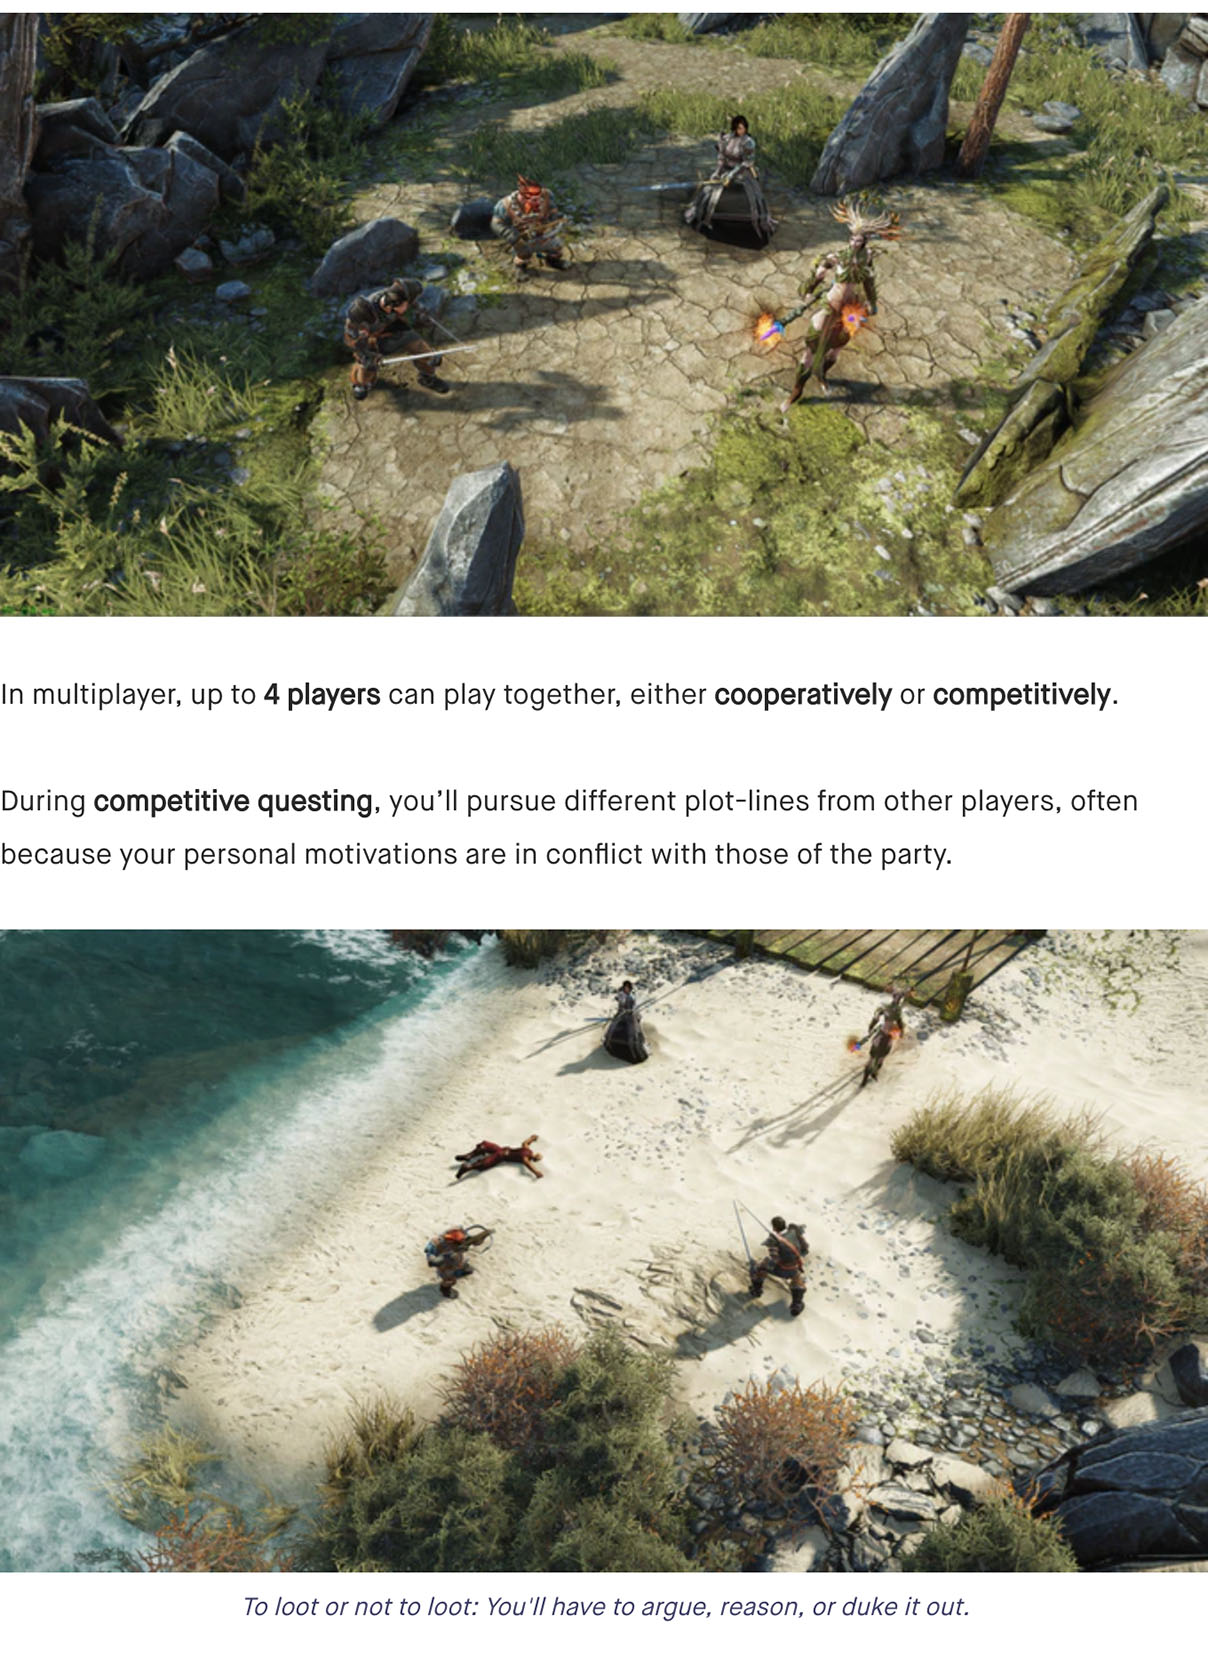 In multiplayer, up to 4 players can play together, either cooperatively or competitively.
During competitive questing, you’ll pursue different plot-lines from other players, often
because your personal motivations are in conflict with those of the party.
To loot or not to loot: You'll have to argue, reason, or duke it out.